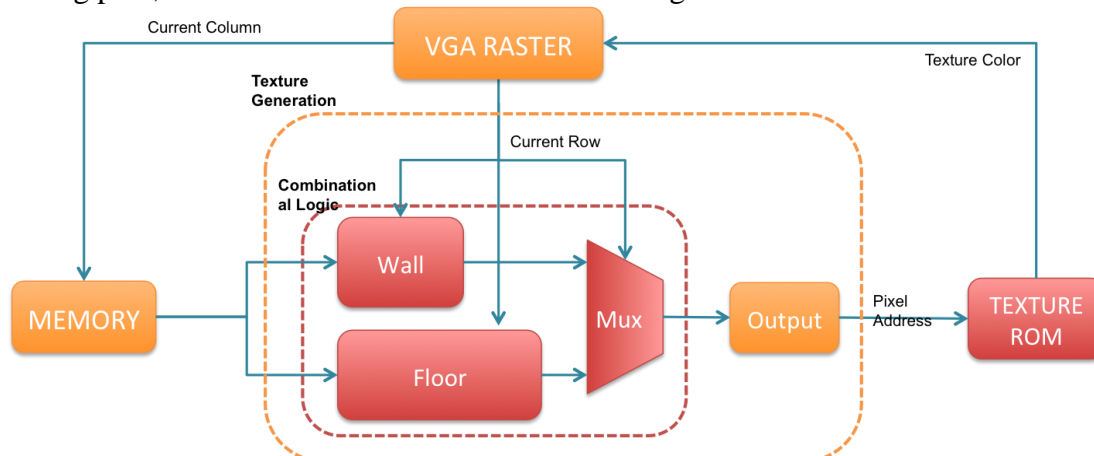 Current Column
VGA RASTER
Texture Color
Texture
Generation
Current Row
Combination
al Logic
Wall
MEMORY
Mux
Output
Pixel
Address
TEXTURE
ROM
Floor